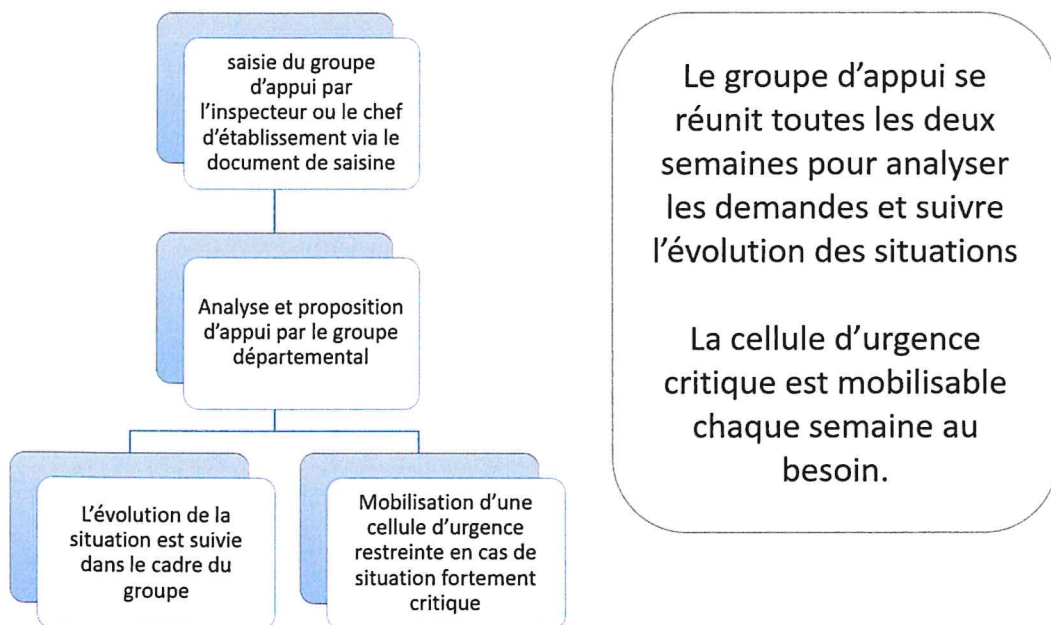 saisie du groupe
d'appui par
l'inspecteur ou le chef
d'établissement via le
document de saisine
Analyse et proposition
d'appui par le groupe
départemental
L'évolution de la
situation est suivie
dans le cadre du
groupe
Mobilisation d'une
cellule d'urgence
restreinte en cas de
situation fortement
critique
Le groupe d'appui se
réunit toutes les deux
semaines pour analyser
les demandes et suivre
l'évolution des situations
La cellule d'urgence
critique est mobilisable
chaque semaine au
besoin.